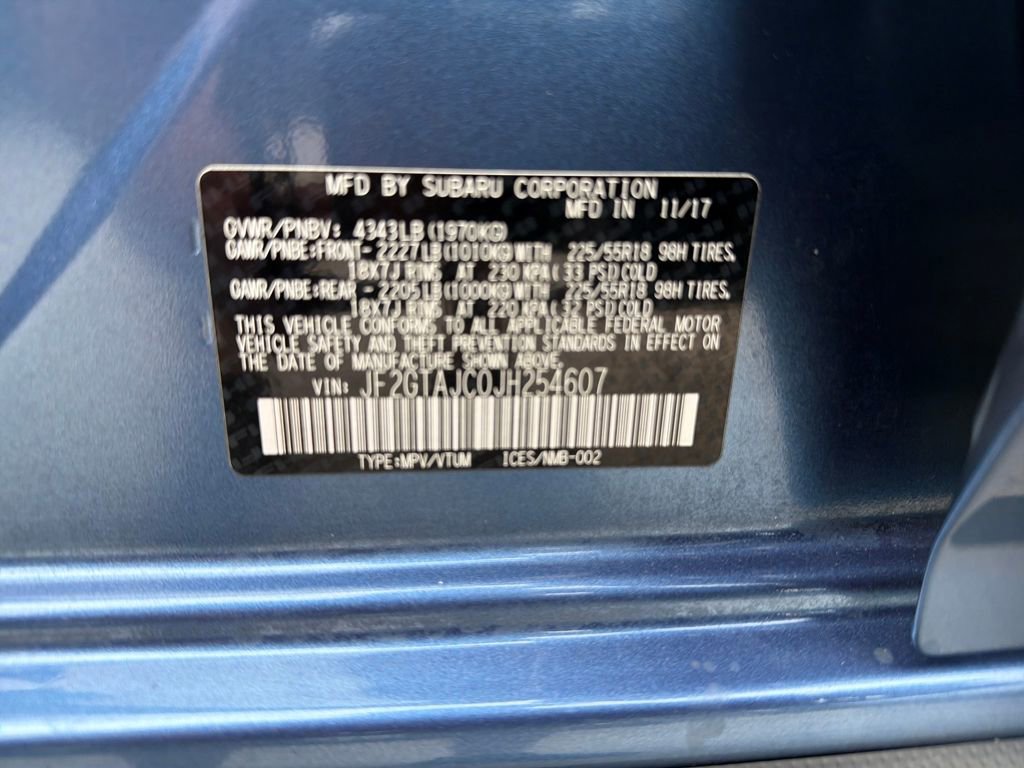 MFD BY SUBARU CORPORATION
MFD IN 11/17
GVWR/PNBV: 4343LB(1970KG)
GAWR/PNBE:FRONT-2227LB(1010KG)WITH 225/55R18 98H TIRES,
18X7J RIMS AT 230 KPA(33 PSI)COLD
GAWR/PNBE:REAR -2205LB(1000KG)WITH 225/55R18 98H TIRES,
18X7J RIMS AT 220 KPA(32 PSI)COLD
THIS VEHICLE CONFORMS TO ALL APPLICABLE FEDERAL MOTOR
VEHICLE SAFETY AND THEFT PREVENTION STANDARDS IN EFFECT ON
THE DATE OF MANUFACTURE SHOWN ABOVE.
VIN: JF2GTAJC0JH254607
TYPE:MPV/VTUM ICES/NMB-002